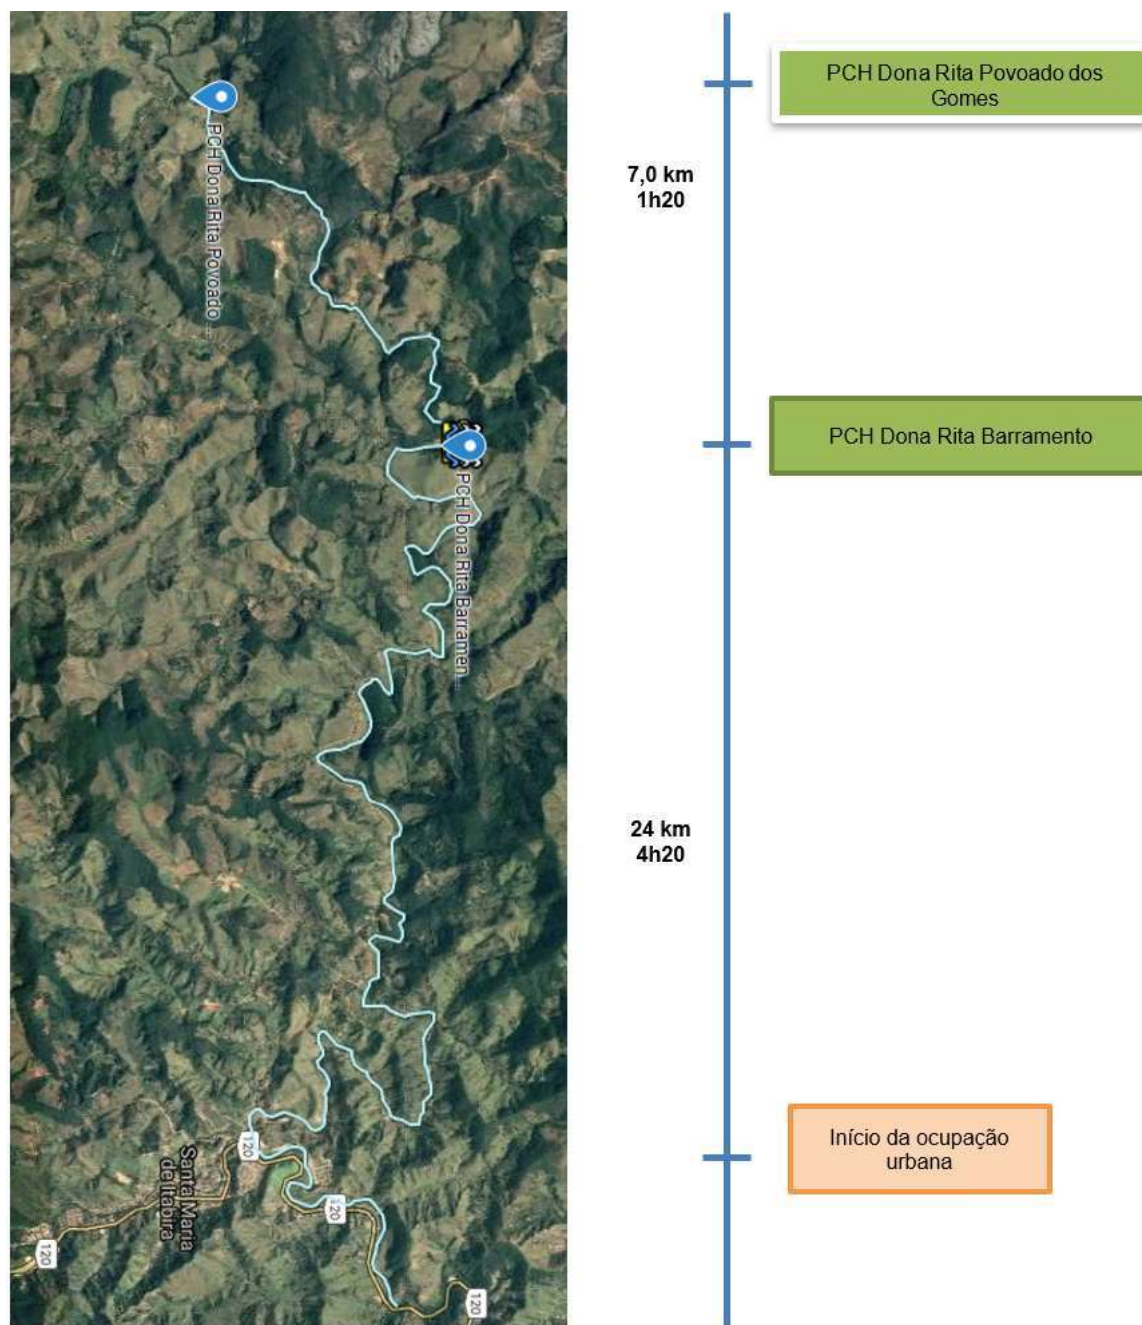 PCH Dona Rita Povoado dos
Gomes
7,0 km
1h20
PCH Dona Rita Barramento
24 km
4h20
Início da ocupação
urbana
PCH Dona Rita Povoado ...
PCH Dona Rita Barramen...
120
120
120
120
Santa Maria
de Itabira